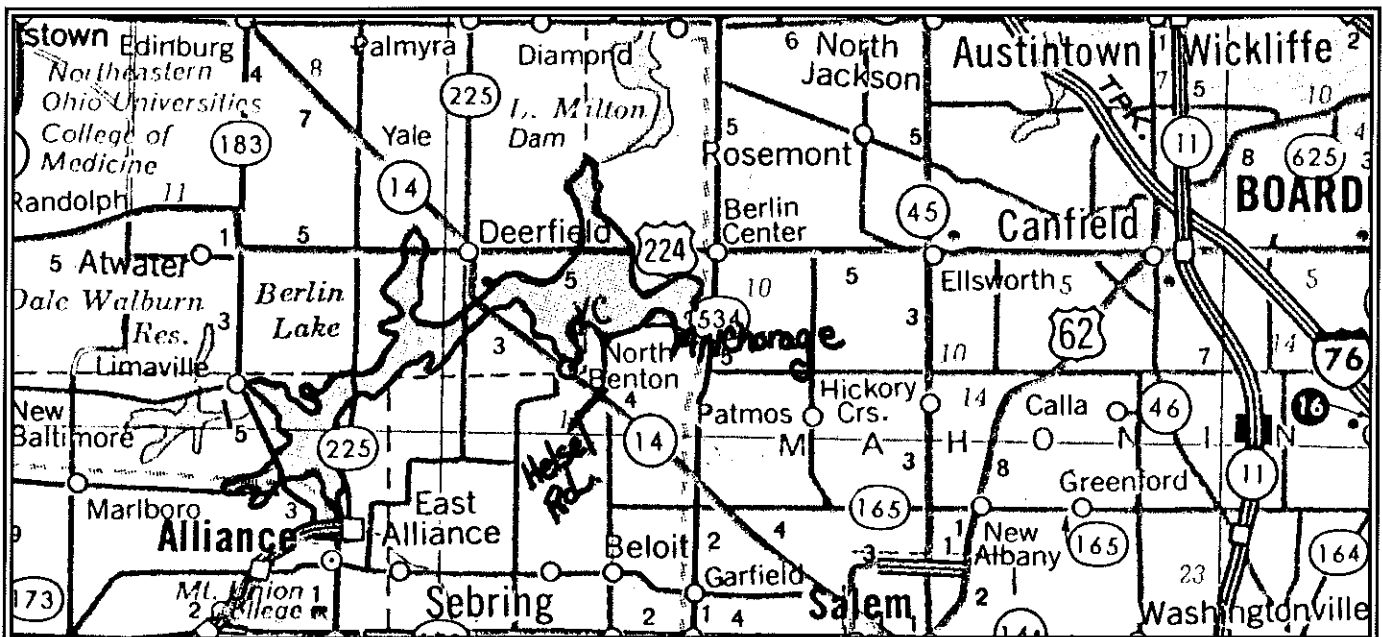 stown Edinburg Palmyra Diamond 6 North Jackson Austintown 1 Wickliffe 2
Northeastern
Ohio Universities
College of
Medicine
4
8
7
225
L. Milton
Dam
TPK.
7
5
10
183
Yale
5
Rosemont
5
11
8
625
4
3
Randolph
11
14
45
BOARD
1
5
Deerfield
224
Berlin
Center
Canfield
5
Atwater
5
10
5
Ellsworth
5
5
Dale Walburn
Res.
Berlin
Lake
3
C
534
3
62
Limaville
3
North
Benton
Anchorage
5
10
7
14
76
New
Baltimore
5
225
4
14
Patmos
Hickory
Crs.
14
Calla
46
16
M A H O N I N
Helsel
Rd.
3
8
11
Marlboro
3
East
Alliance
165
Greenford
9
Alliance
Beloit
2
4
3
1
1
New
Albany
165
164
173
Mt. Union
College
2
1
Sebring
Garfield
2
1
4
Salem
1
2
23
14
Washingtonville